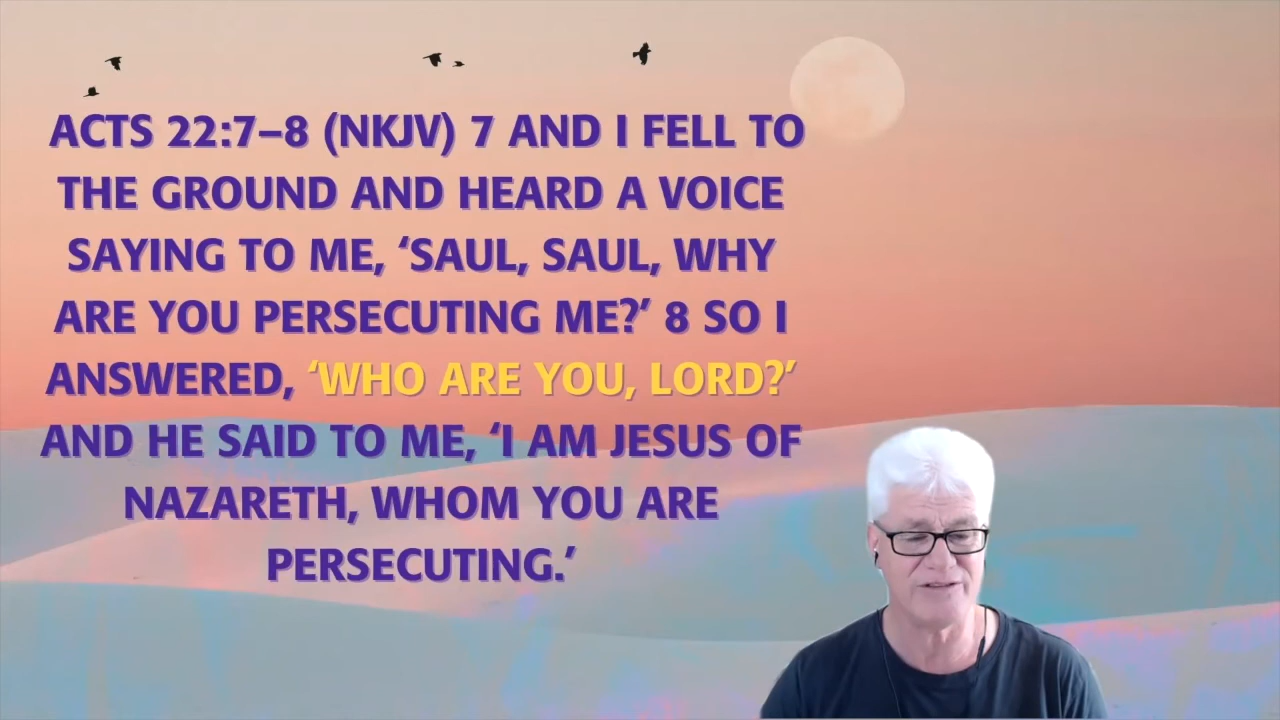 ACTS 22:7–8 (NKJV) 7 AND I FELL TO
THE GROUND AND HEARD A VOICE
SAYING TO ME, ‘SAUL, SAUL, WHY
ARE YOU PERSECUTING ME?’ 8 SO I
ANSWERED, ‘WHO ARE YOU, LORD?’
AND HE SAID TO ME, ‘I AM JESUS OF
NAZARETH, WHOM YOU ARE
PERSECUTING.’